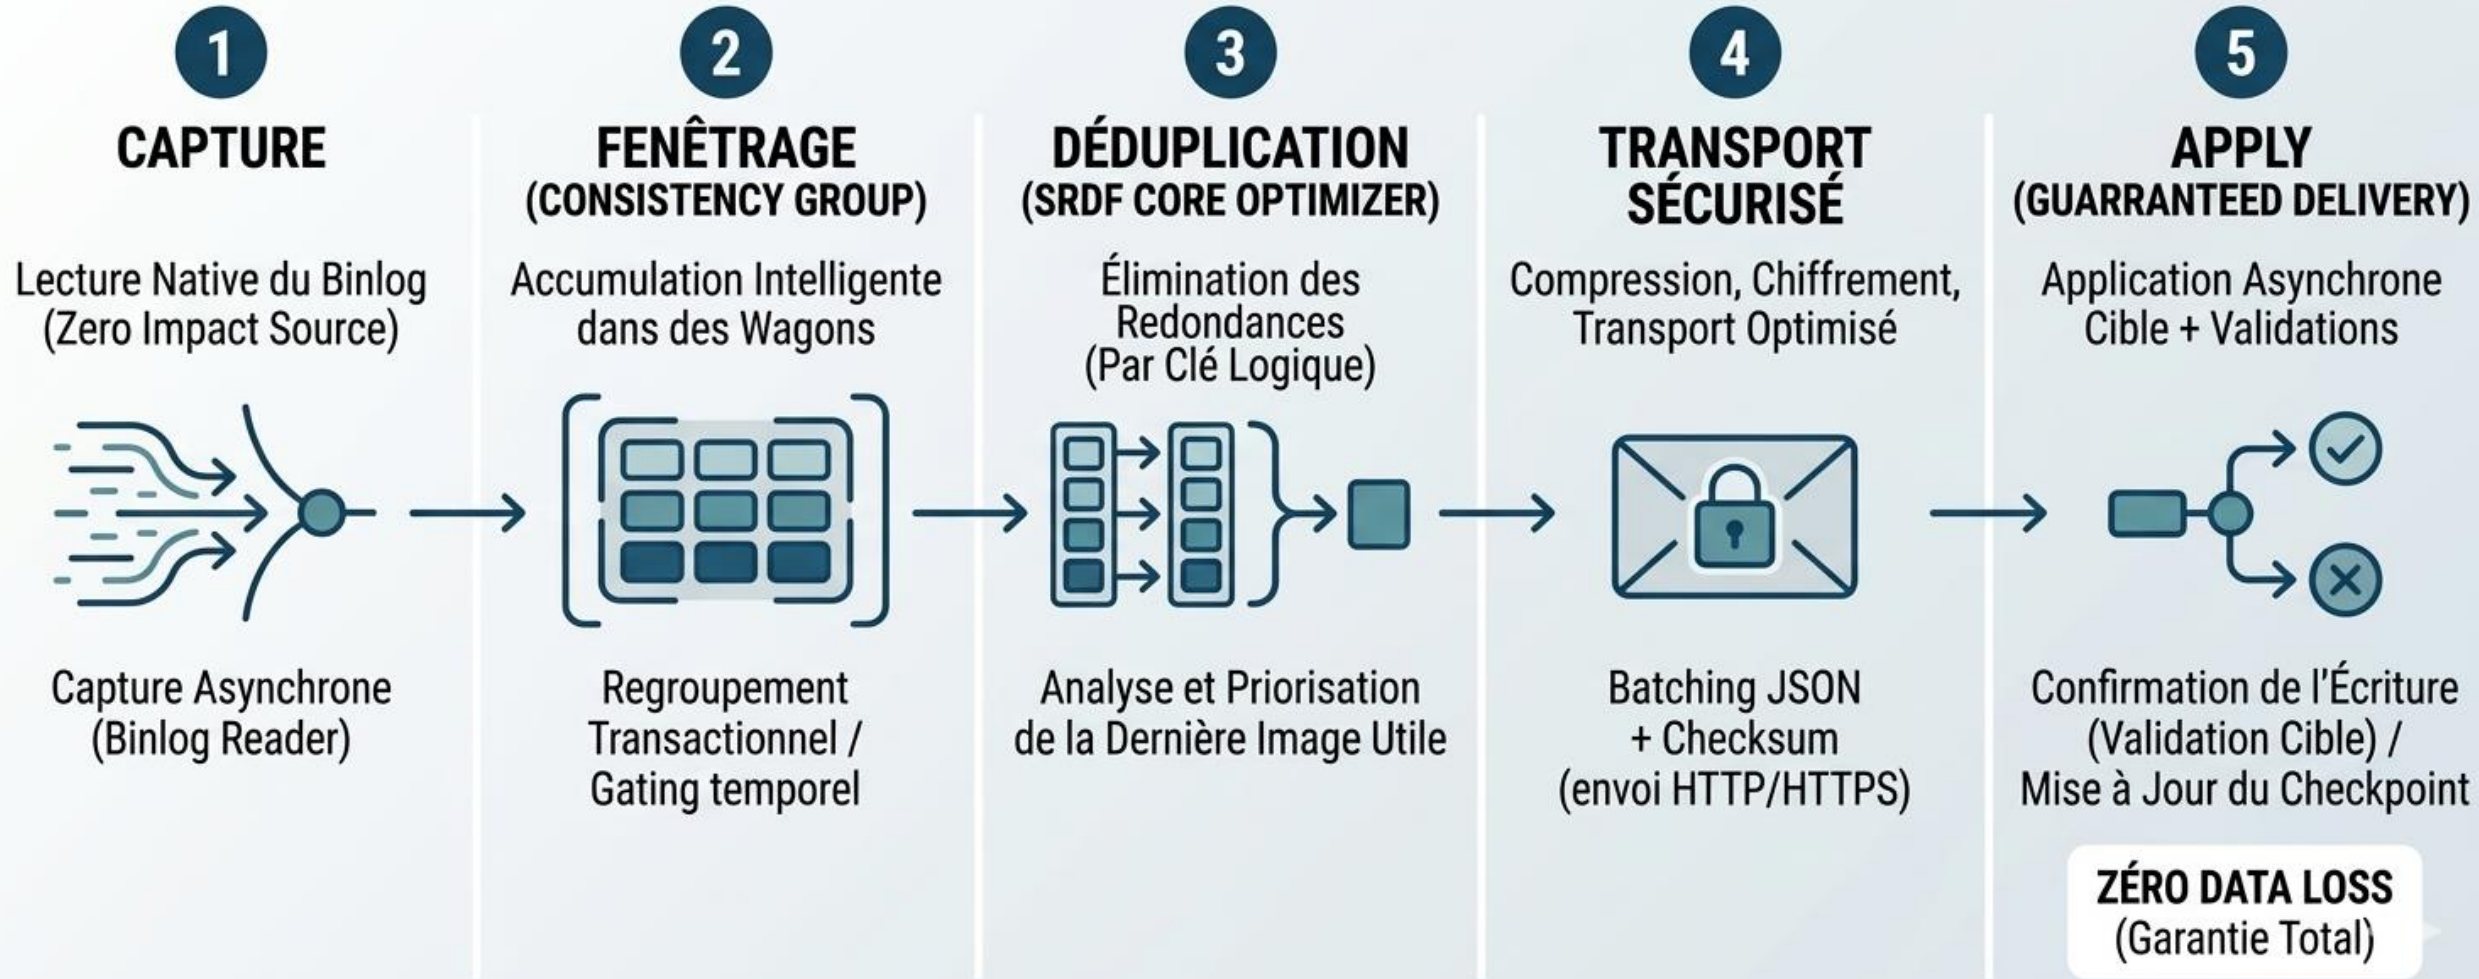 1
CAPTURE
Lecture Native du Binlog
(Zero Impact Source)
Capture Asynchrone
(Binlog Reader)
2
FENÊTRAGE
(CONSISTENCY GROUP)
Accumulation Intelligente
dans des Wagons
Regroupement
Transactionnel /
Gating temporel
3
DÉDUPLICATION
(SRDF CORE OPTIMIZER)
Élimination des
Redondances
(Par Clé Logique)
Analyse et Priorisation
de la Dernière Image Utile
4
TRANSPORT
SÉCURISÉ
Compression, Chiffrement,
Transport Optimisé
Batching JSON
+ Checksum
(envoi HTTP/HTTPS)
5
APPLY
(GUARRANTEED DELIVERY)
Application Asynchrone
Cible + Validations
Confirmation de l’Écriture
(Validation Cible) /
Mise à Jour du Checkpoint
ZÉRO DATA LOSS
(Garantie Total)